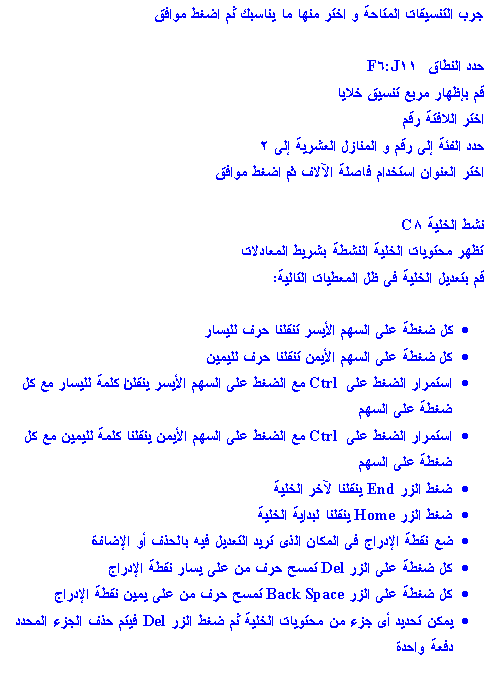 جرب التنسيقات المتاحة و اختر منها ما يناسبك ثم اضغط موافق
حدد النطاق F٦:J١١
قم بإظهار مربع تنسيق خلايا
اختر اللافتة رقم
حدد الفئة إلى رقم و المنازل العشرية إلى ٢
اختر العنوان استخدام فاصلة الآلاف ثم اضغط موافق
نشط الخلية C٨
تظهر محتويات الخلية النشطة بشريط المعادلات
قم بتعديل الخلية فى ظل المعطيات التالية:
• كل ضغطة على السهم الأيسر تنقلنا حرف لليسار
• كل ضغطة على السهم الأيمن تنقلنا حرف لليمين
• استمرار الضغط على Ctrl مع الضغط على السهم الأيسر ينقلنا كلمة لليسار مع كل
ضغطة على السهم
• استمرار الضغط على Ctrl مع الضغط على السهم الأيمن ينقلنا كلمة لليمين مع كل
ضغطة على السهم
• ضغط الزر End ينقلنا لآخر الخلية
• ضغط الزر Home ينقلنا لبداية الخلية
• ضع نقطة الإدراج فى المكان الذى تريد التعديل فيه بالحذف أو الإضافة
• كل ضغطة على الزر Del تمسح حرف من على يسار نقطة الإدراج
• كل ضغطة على الزر Back Space تمسح حرف من على يمين نقطة الإدراج
• يمكن تحديد أى جزء من محتويات الخلية ثم ضغط الزر Del فيتم حذف الجزء المحدد
دفعة واحدة